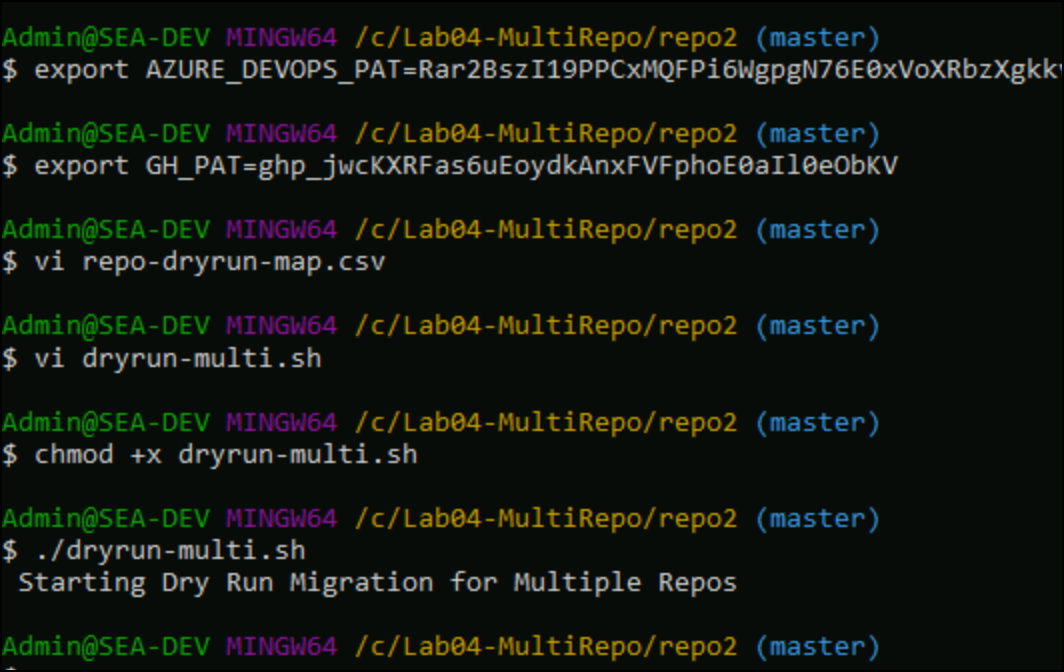 Admin@SEA-DEV MINGW64 /c/Lab04-MultiRepo/repo2 (master)
$ export AZURE_DEVOPS_PAT=Rar2BszI19PPCxMQFPi6WgpgN76E0xVoXRbzXgkk
Admin@SEA-DEV MINGW64 /c/Lab04-MultiRepo/repo2 (master)
$ export GH_PAT=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
Admin@SEA-DEV MINGW64 /c/Lab04-MultiRepo/repo2 (master)
$ vi repo-dryrun-map.csv
Admin@SEA-DEV MINGW64 /c/Lab04-MultiRepo/repo2 (master)
$ vi dryrun-multi.sh
Admin@SEA-DEV MINGW64 /c/Lab04-MultiRepo/repo2 (master)
$ chmod +x dryrun-multi.sh
Admin@SEA-DEV MINGW64 /c/Lab04-MultiRepo/repo2 (master)
$ ./dryrun-multi.sh
Starting Dry Run Migration for Multiple Repos
Admin@SEA-DEV MINGW64 /c/Lab04-MultiRepo/repo2 (master)